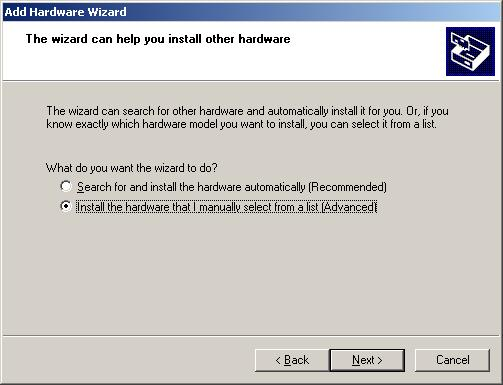 Add Hardware Wizard
The wizard can help you install other hardware
The wizard can search for other hardware and automatically install it for you. Or, if you
know exactly which hardware model you want to install, you can select it from a list.
What do you want the wizard to do?
Search for and install the hardware automatically (Recommended)
Install the hardware that I manually select from a list (Advanced)
< Back
Next >
Cancel